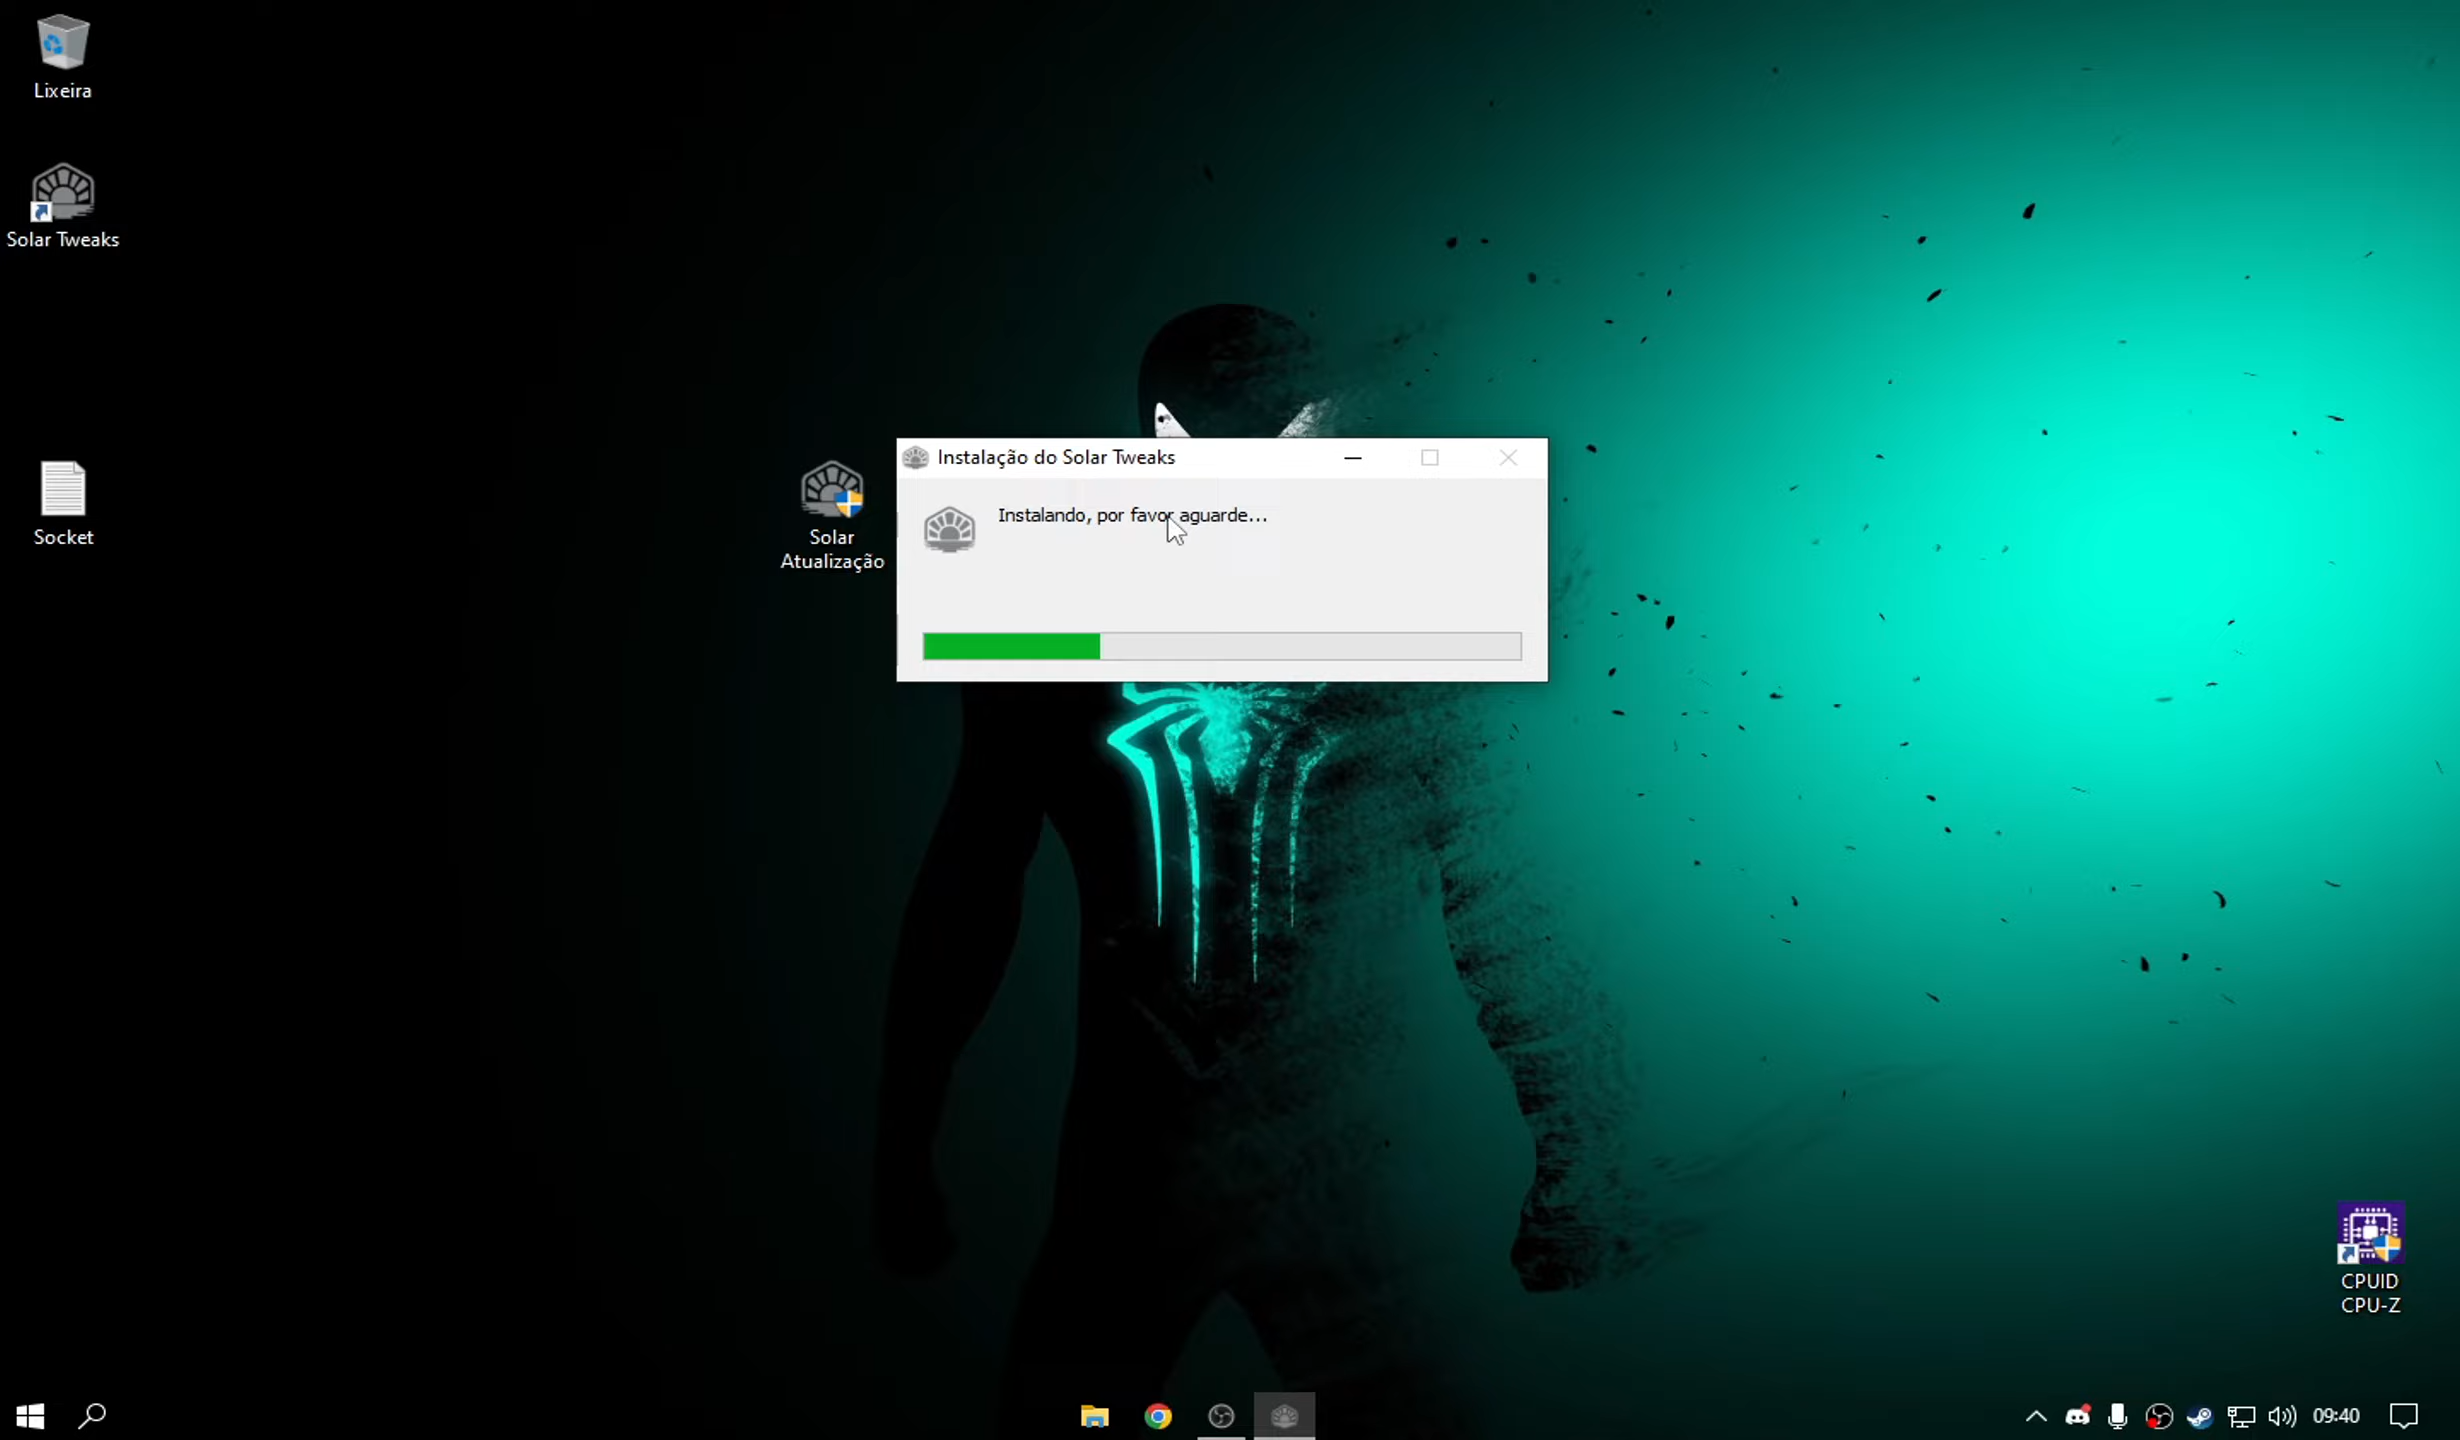 Lixeira
Solar Tweaks
Socket
Solar
Atualização
Instalação do Solar Tweaks
Instalando, por favor aguarde...
CPUID
CPU-Z
09:40